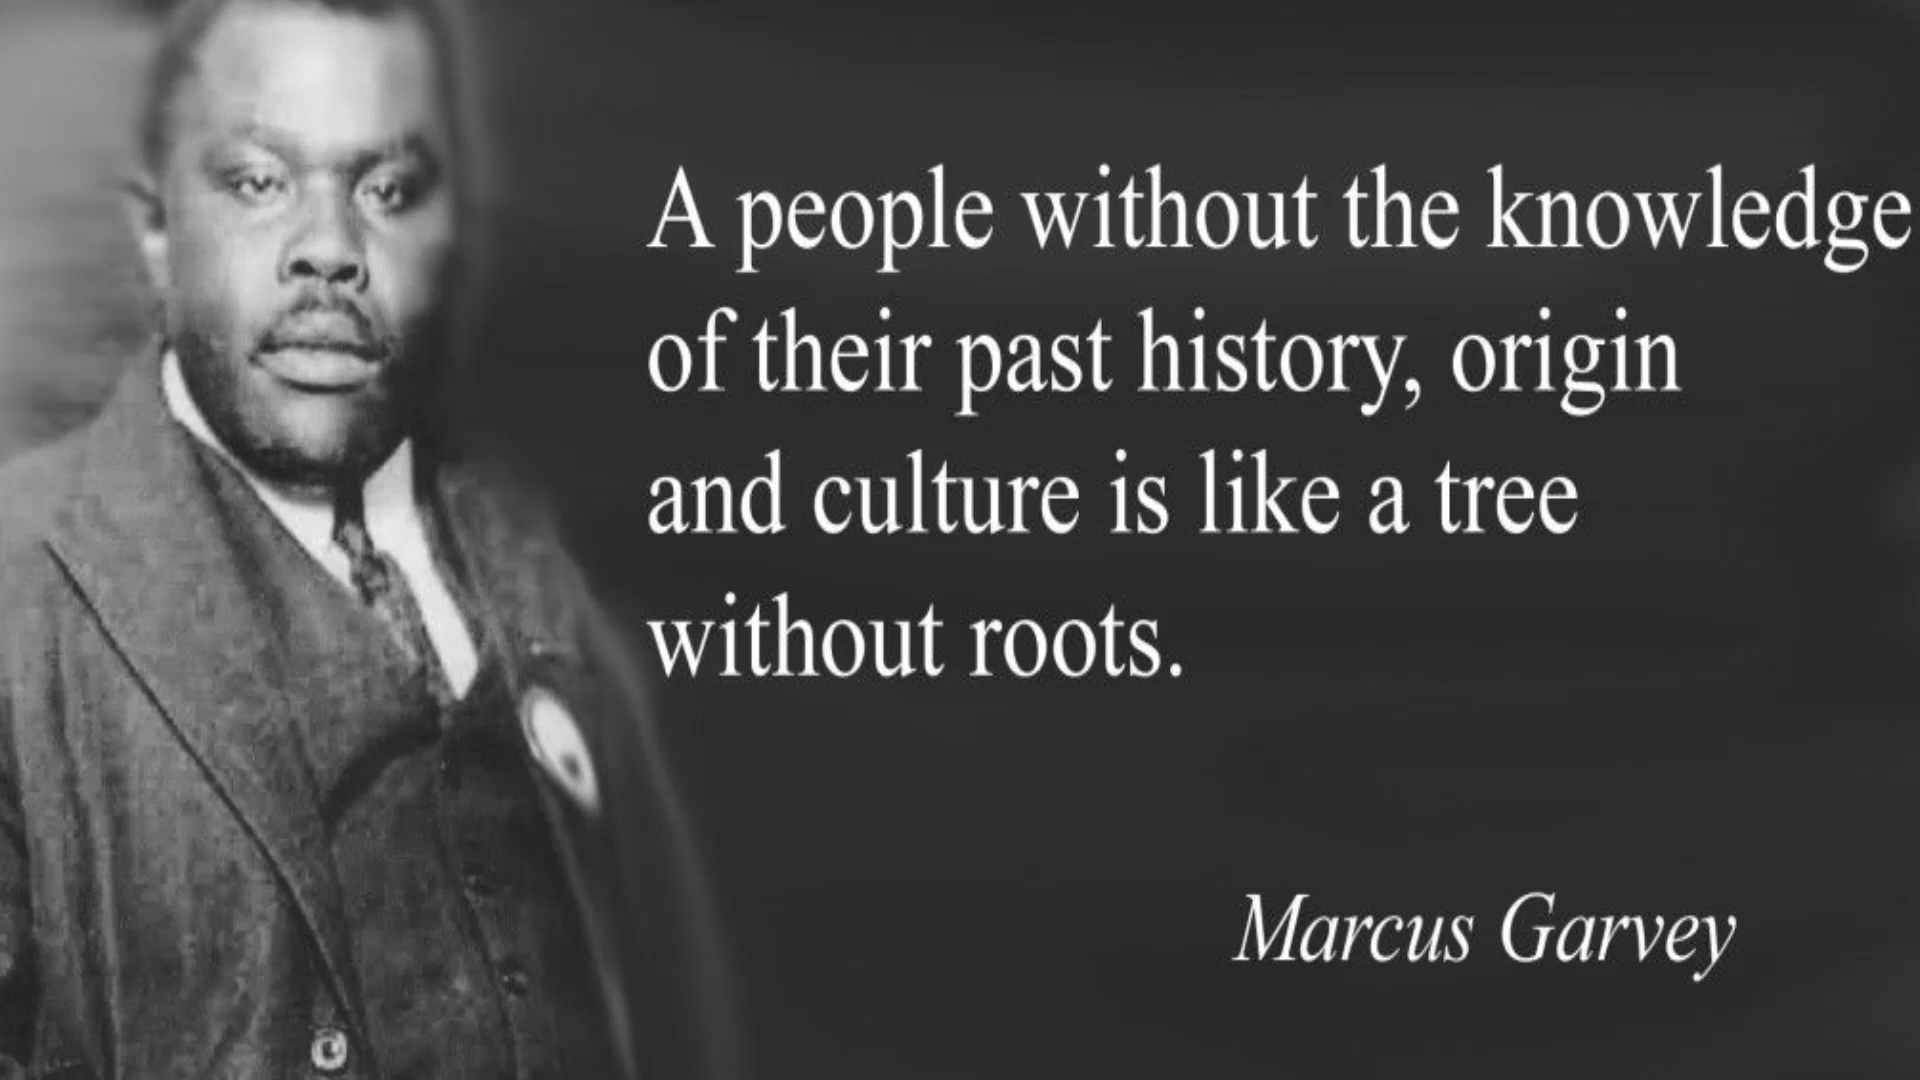 A people without the knowledge
of their past history, origin
and culture is like a tree
without roots.
Marcus Garvey